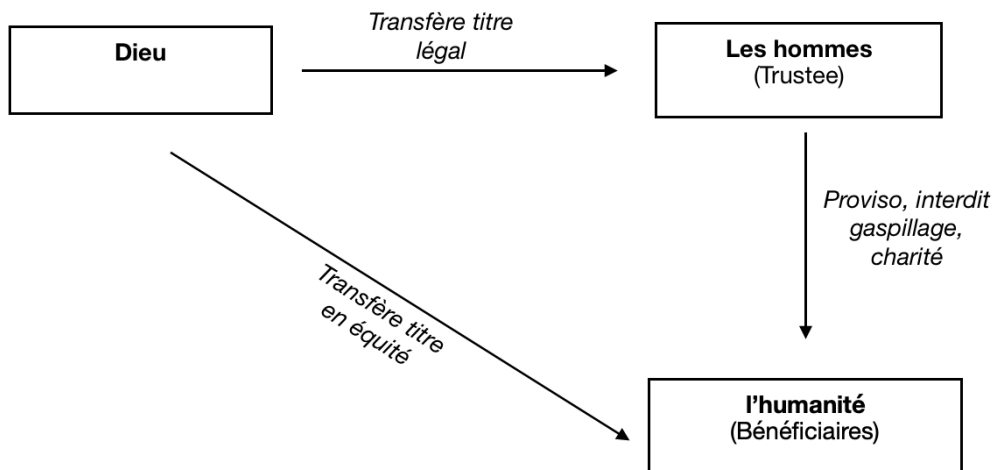 Dieu
Transfère titre
légal
Les hommes
(Trustee)
Proviso, interdit
gaspillage,
charité
Transfère titre
en équité
l'humanité
(Bénéficiaires)